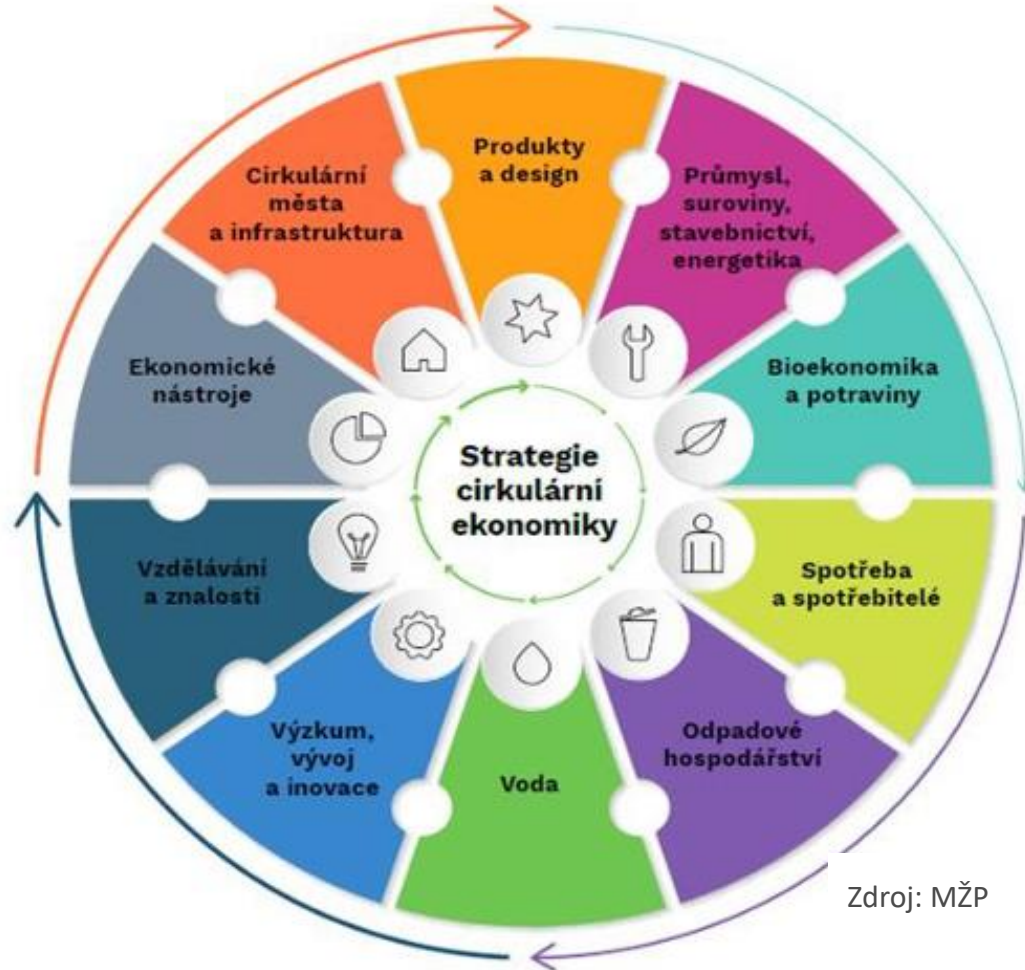 Produkty
a design
Průmysl,
suroviny,
stavebnictví,
energetika
Bioekonomika
a potraviny
Spotřeba
a spotřebitelé
Odpadové
hospodářství
Voda
Výzkum,
vývoj
a inovace
Vzdělávání
a znalosti
Ekonomické
nástroje
Cirkulární
města
a infrastruktura
Strategie
cirkulární
ekonomiky
Zdroj: MŽP